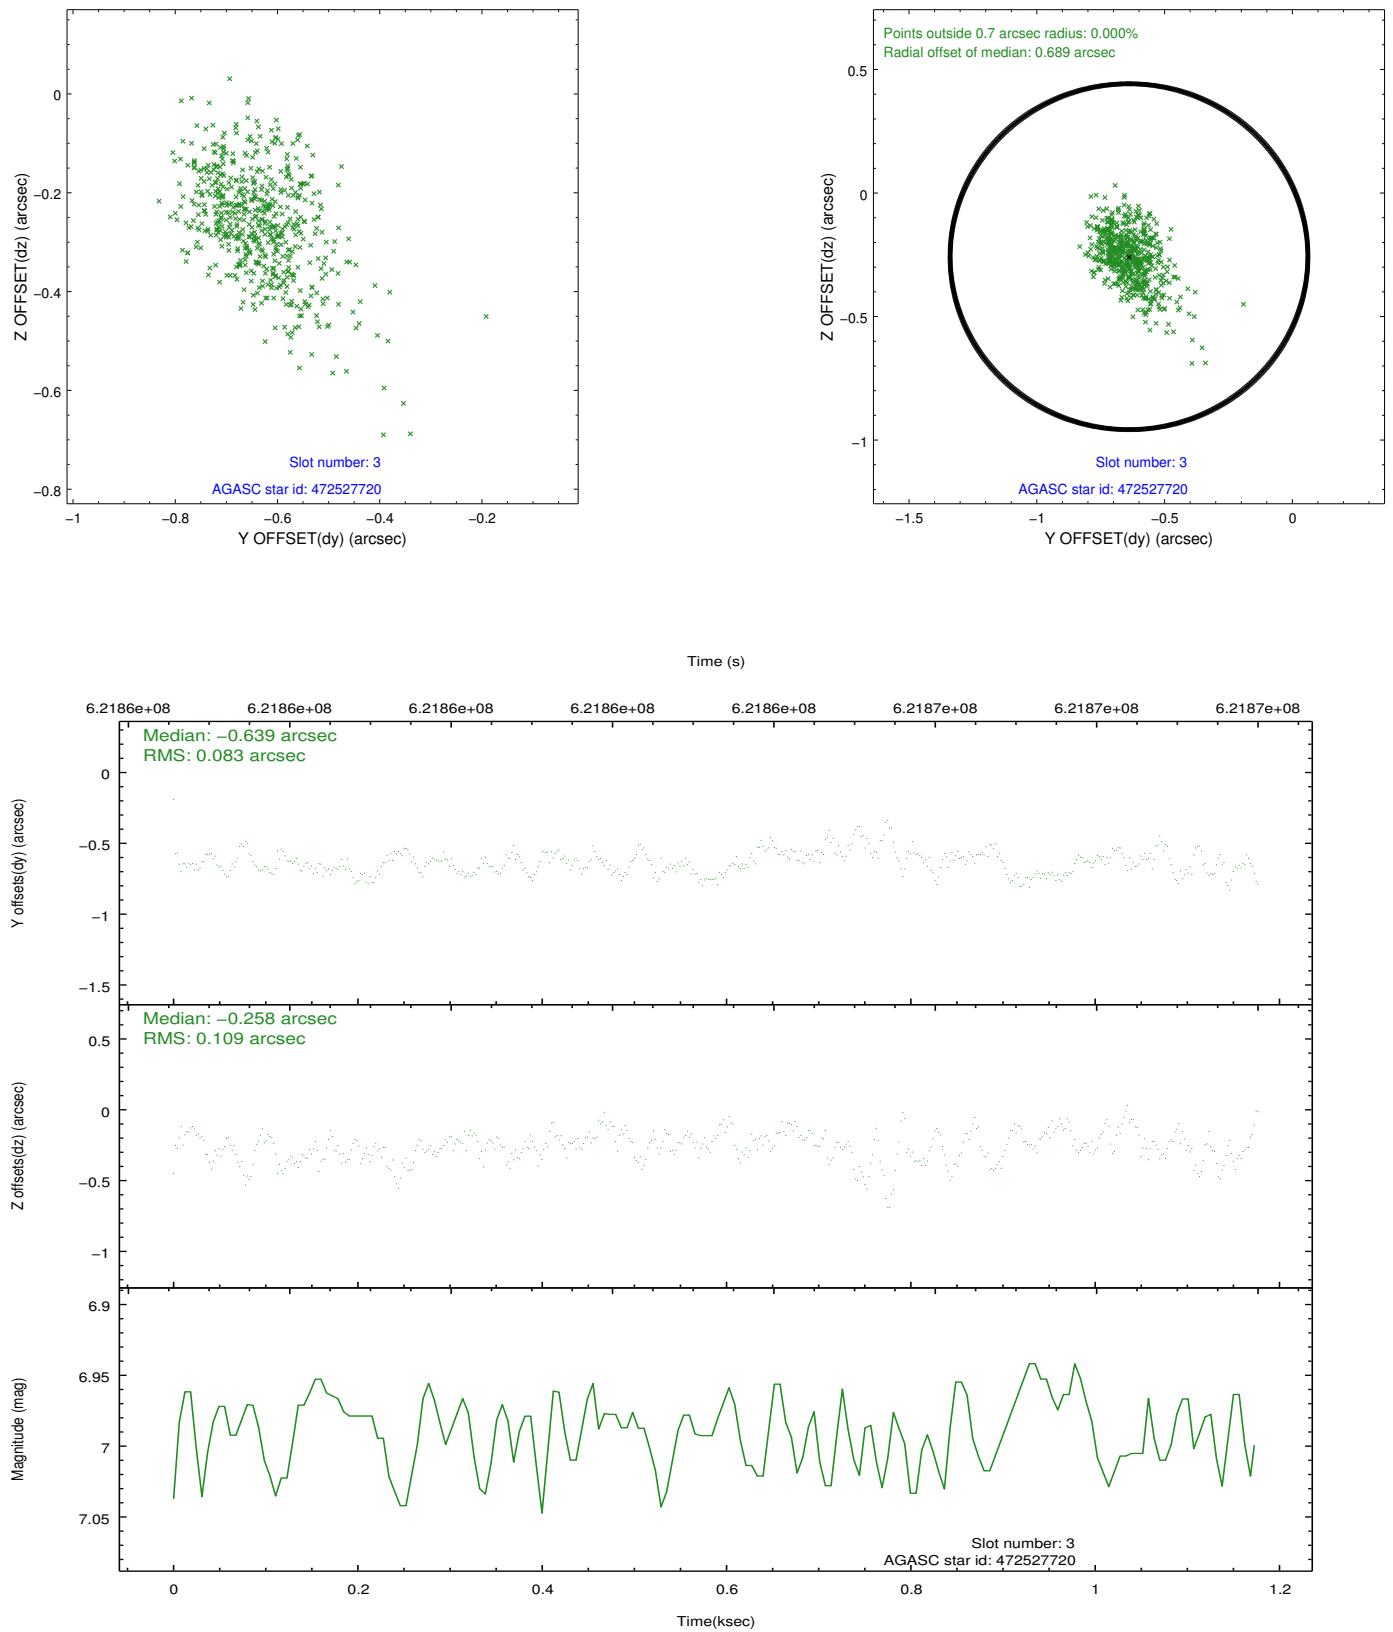 0
−0.2
−0.4
−0.6
−0.8
−1
−0.8
−0.6
−0.4
−0.2
Z OFFSET(dz) (arcsec)
Y OFFSET(dy) (arcsec)
Slot number: 3
AGASC star id: 472527720
Points outside 0.7 arcsec radius: 0.000%
Radial offset of median: 0.689 arcsec
0.5
0
−0.5
−1
−1.5
−1
−0.5
0
Z OFFSET(dz) (arcsec)
Y OFFSET(dy) (arcsec)
Slot number: 3
AGASC star id: 472527720
Time (s)
6.2186e+08 6.2186e+08 6.2186e+08 6.2186e+08 6.2186e+08 6.2187e+08 6.2187e+08 6.2187e+08
Median: −0.639 arcsec
RMS: 0.083 arcsec
0
−0.5
−1
−1.5
Y offsets(dy) (arcsec)
Median: −0.258 arcsec
RMS: 0.109 arcsec
0.5
0
−0.5
−1
Z offsets(dz) (arcsec)
6.9
6.95
7
7.05
Magnitude (mag)
Slot number: 3
AGASC star id: 472527720
0 0.2 0.4 0.6 0.8 1 1.2
Time(ksec)